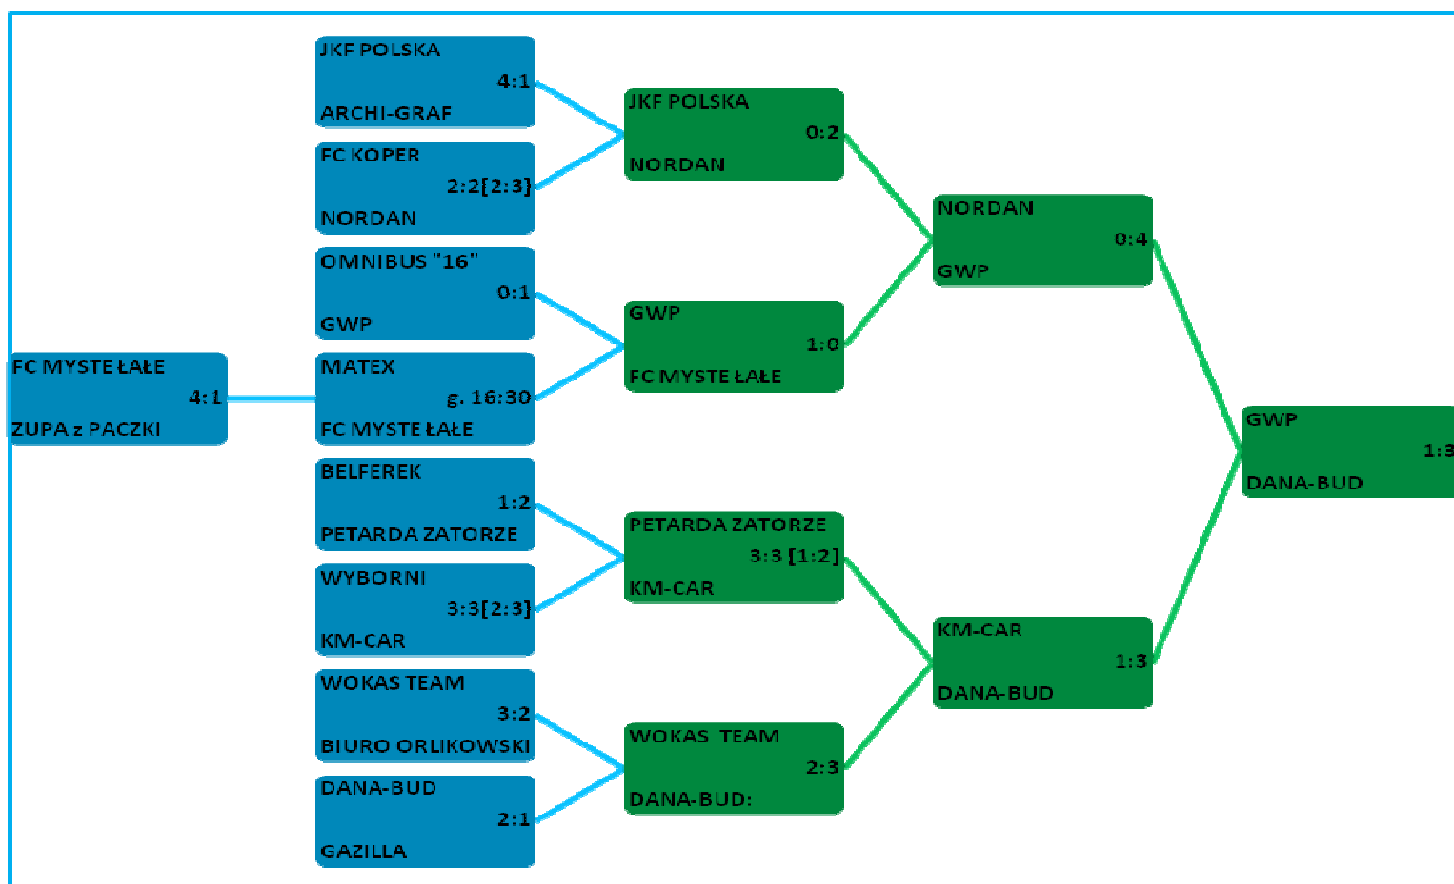 FC MYSTE ŁAŁE
4:1
ZUPA z PACZKI
JKF POLSKA
4:1
ARCHI-GRAF
FC KOPER
2:2[2:3]
NORDAN
OMNIBUS "16"
0:1
GWP
MATEX
g. 16:30
FC MYSTE ŁAŁE
BELFEREK
1:2
PETARDA ZATORZE
WYBORNI
3:3[2:3]
KM-CAR
WOKAS TEAM
3:2
BIURO ORLIKOWSKI
DANA-BUD
2:1
GAZILLA
JKF POLSKA
0:2
NORDAN
GWP
1:0
FC MYSTE ŁAŁE
PETARDA ZATORZE
3:3 [1:2]
KM-CAR
WOKAS  TEAM
2:3
DANA-BUD:
NORDAN
0:4
GWP
KM-CAR
1:3
DANA-BUD
GWP
1:3
DANA-BUD